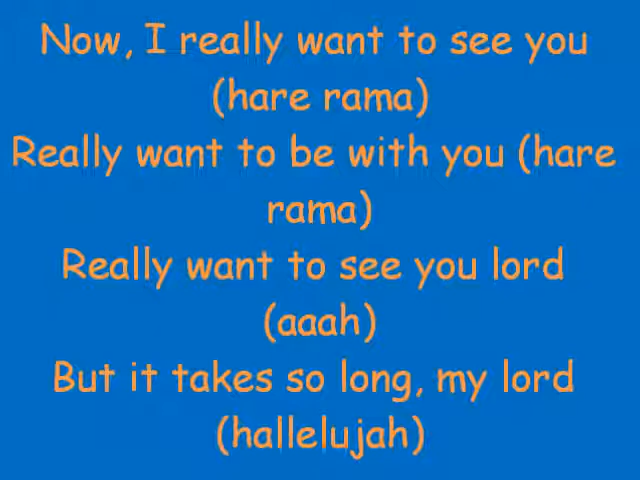 Now, I really want to see you
(hare rama)
Really want to be with you (hare
rama)
Really want to see you lord
(aaah)
But it takes so long, my lord
(hallelujah)